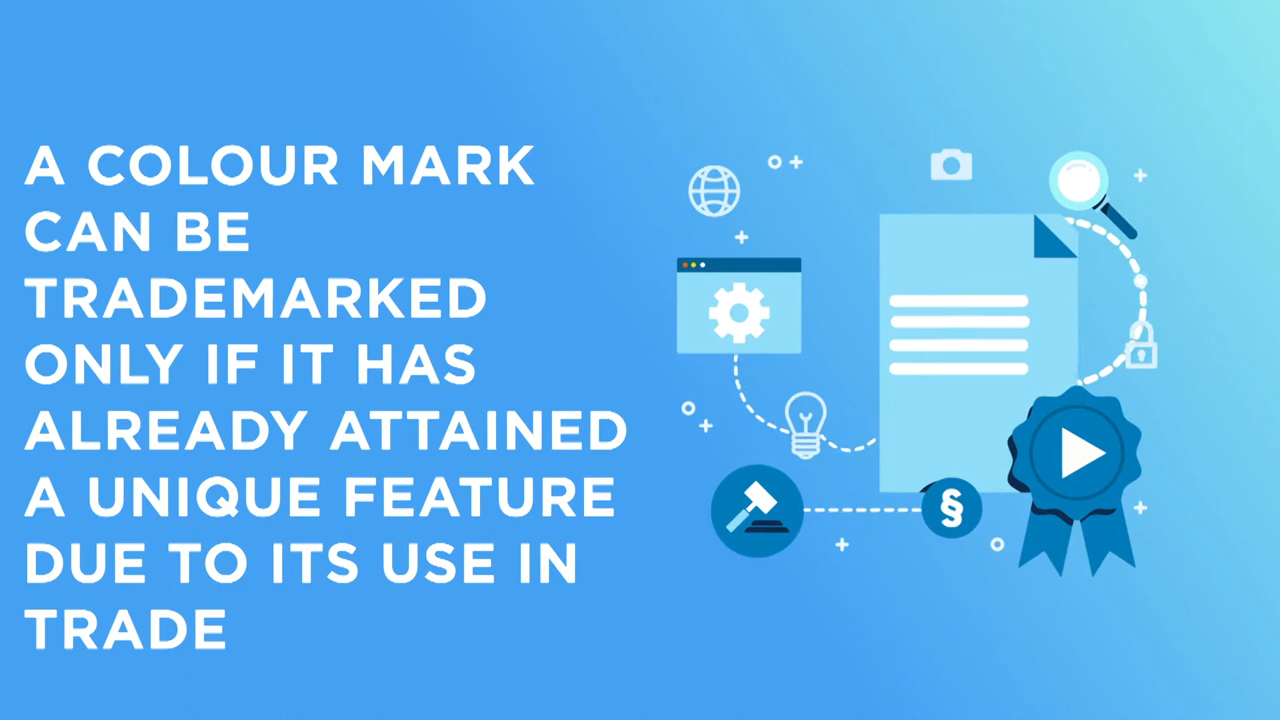 A COLOUR MARK
CAN BE
TRADEMARKED
ONLY IF IT HAS
ALREADY ATTAINED
A UNIQUE FEATURE
DUE TO ITS USE IN
TRADE
§